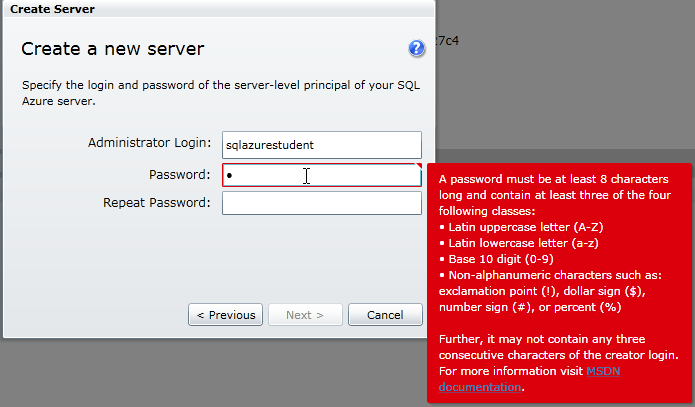 Create Server
Create a new server
27c4
Specify the login and password of the server-level principal of your SQL
Azure server.
Administrator Login: sqlazurestudent
Password: •
Repeat Password:
A password must be at least 8 characters
long and contain at least three of the four
following classes:
• Latin uppercase letter (A-Z)
• Latin lowercase letter (a-z)
• Base 10 digit (0-9)
• Non-alphanumeric characters such as:
exclamation point (!), dollar sign ($),
number sign (#), or percent (%)
Further, it may not contain any three
consecutive characters of the creator login.
For more information visit MSDN
documentation.
< Previous Next > Cancel